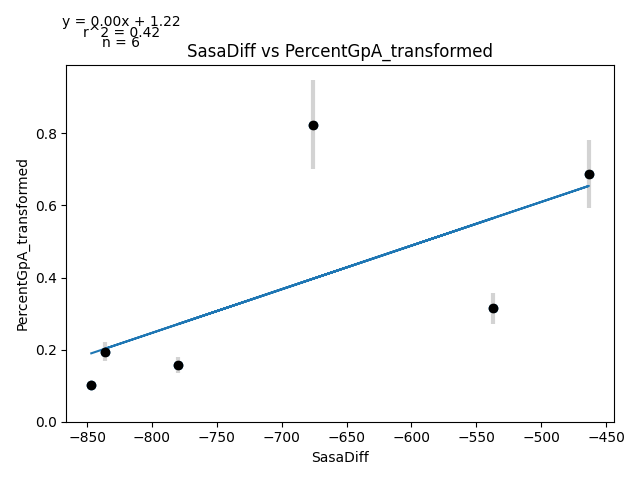 y = 0.00x + 1.22
r^2 = 0.42
n = 6
SasaDiff vs PercentGpA_transformed
PercentGpA_transformed
0.8
0.6
0.4
0.2
0.0
−850 −800 −750 −700 −650 −600 −550 −500 −450
SasaDiff